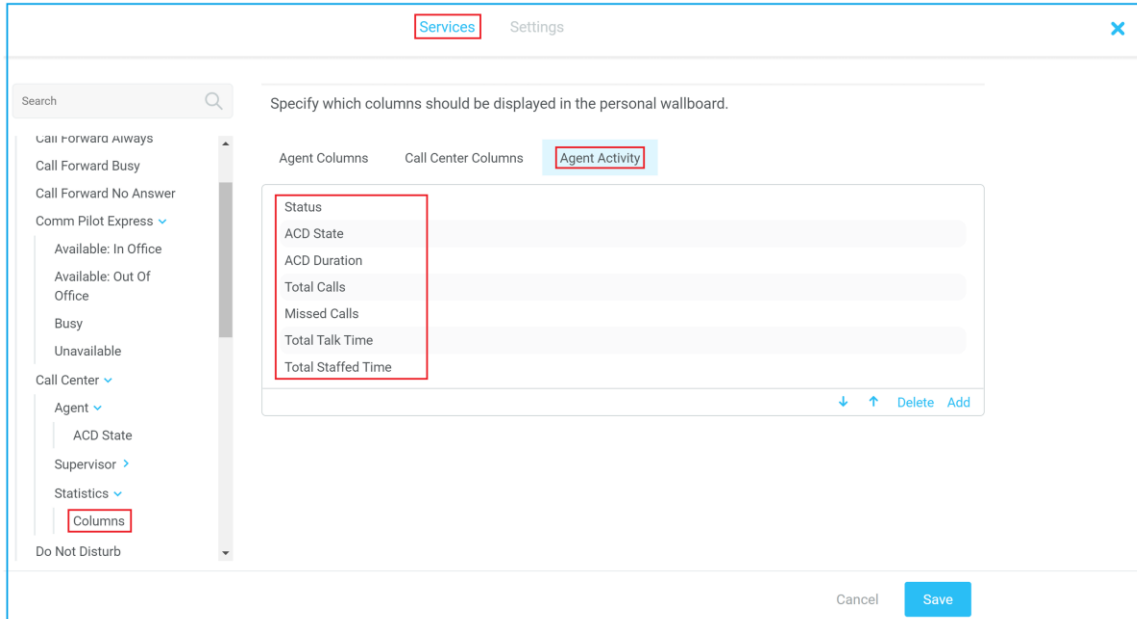 Services Settings
Search
Specify which columns should be displayed in the personal wallboard.
Call Forward Always
Call Forward Busy
Call Forward No Answer
Comm Pilot Express
Available: In Office
Available: Out Of
Office
Busy
Unavailable
Call Center
Agent
ACD State
Supervisor
Statistics
Columns
Do Not Disturb
Agent Columns Call Center Columns Agent Activity
Status
ACD State
ACD Duration
Total Calls
Missed Calls
Total Talk Time
Total Staffed Time
Delete Add
Cancel Save